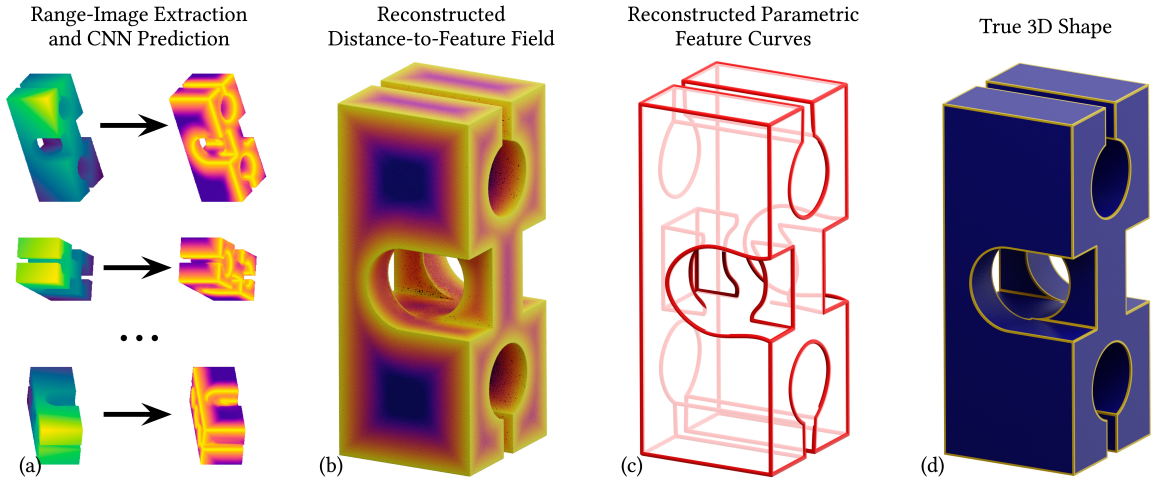 Range-Image Extraction
and CNN Prediction
Reconstructed
Distance-to-Feature Field
Reconstructed Parametric
Feature Curves
True 3D Shape
(a)
(b)
(c)
(d)